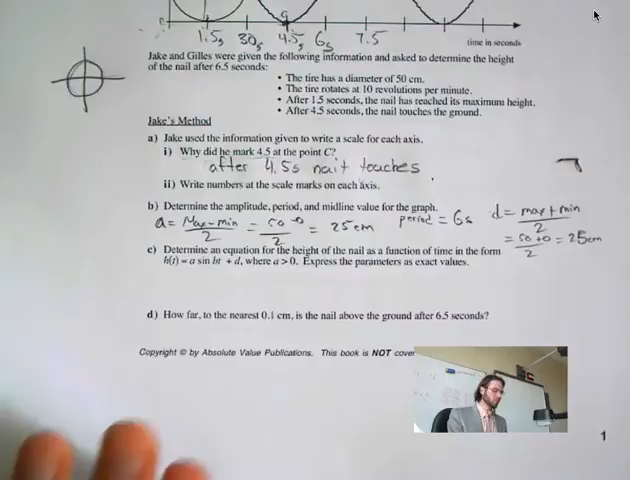 0
1.5s 30s 4.5s 6s 7.5
time in seconds
Jake and Gilles were given the following information and asked to determine the height
of the nail after 6.5 seconds:
• The tire has a diameter of 50 cm.
• The tire rotates at 10 revolutions per minute.
• After 1.5 seconds, the nail has reached its maximum height.
• After 4.5 seconds, the nail touches the ground.
Jake's Method
a) Jake used the information given to write a scale for each axis.
i) Why did he mark 4.5 at the point C?
after 4.5s nail touches
ii) Write numbers at the scale marks on each axis.
b) Determine the amplitude, period, and midline value for the graph.
a = Max-min / 2 = 50-0 / 2 = 25 cm period = 6s d = max + min / 2
= 50+0 / 2 = 25cm
c) Determine an equation for the height of the nail as a function of time in the form
h(t) = a sin bt + d, where a > 0. Express the parameters as exact values.
d) How far, to the nearest 0.1 cm, is the nail above the ground after 6.5 seconds?
Copyright © by Absolute Value Publications. This book is NOT cover
1